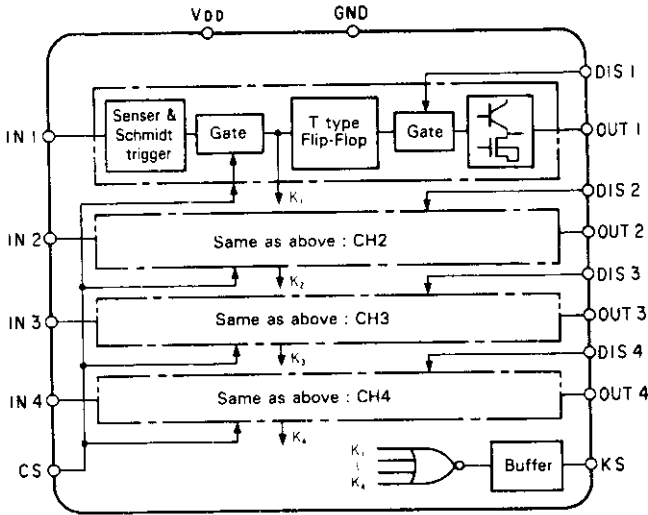 VDD
GND
DIS 1
Senser &
Schmidt
trigger
Gate
T type
Flip-Flop
Gate
IN 1
OUT 1
K₁
DIS 2
IN 2
Same as above : CH2
OUT 2
K₂
DIS 3
IN 3
Same as above : CH3
OUT 3
K₃
DIS 4
IN 4
Same as above : CH4
OUT 4
K₄
K₁
K₄
CS
Buffer
KS